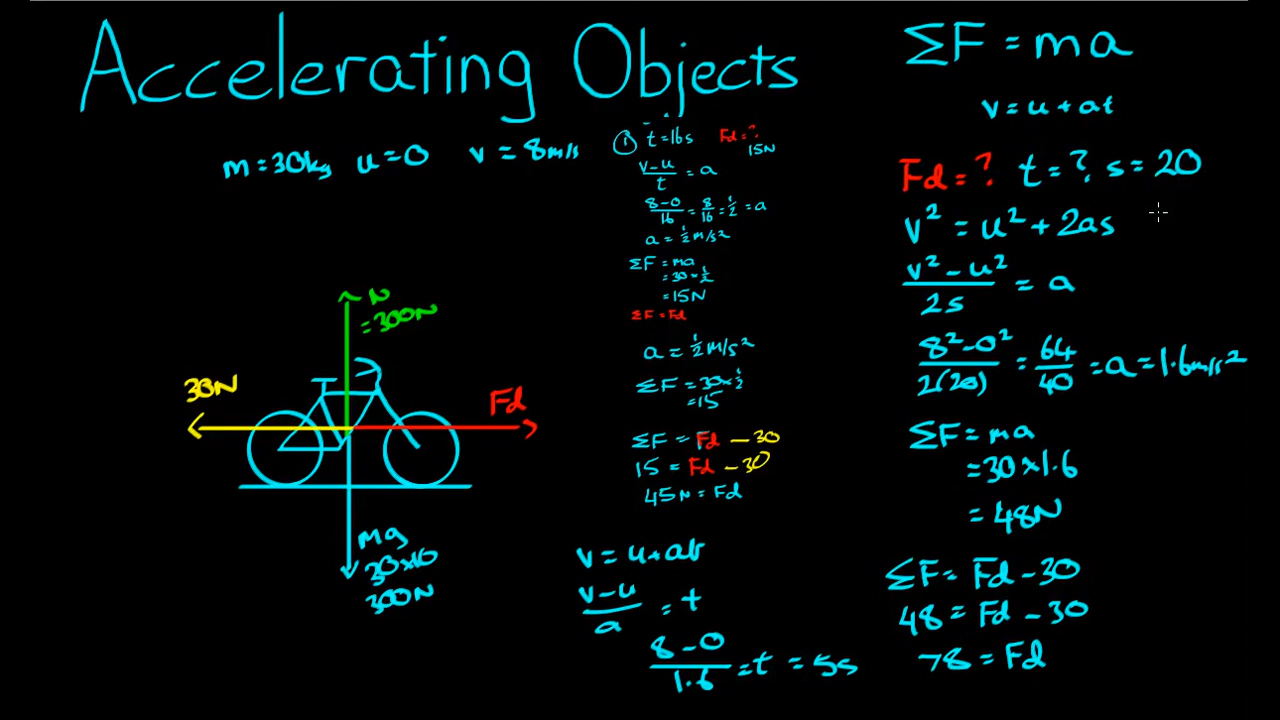 Accelerating Objects
m = 30kg u = 0 v = 8m/s
N
= 300N
30N
Fd
mg
30×10
300N
① t = 16s Fd = ?
15N
v-u/t = a
8-0/16 = 8/16 = 1/2 = a
a = 1/2 m/s²
ΣF = ma
= 30×1/2
= 15N
ΣF = Fd
a = 1/2 m/s²
ΣF = 30×1/2
= 15
ΣF = Fd - 30
15 = Fd - 30
45N = Fd
v = u + at
v-u/a = t
8-0/1.6 = t = 5s
ΣF = ma
v = u + at
Fd = ? t = ? s = 20
v² = u² + 2as
v² - u²/2s = a
8² - 0²/2(20) = 64/40 = a = 1.6m/s²
ΣF = ma
= 30×1.6
= 48N
ΣF = Fd - 30
48 = Fd - 30
78 = Fd